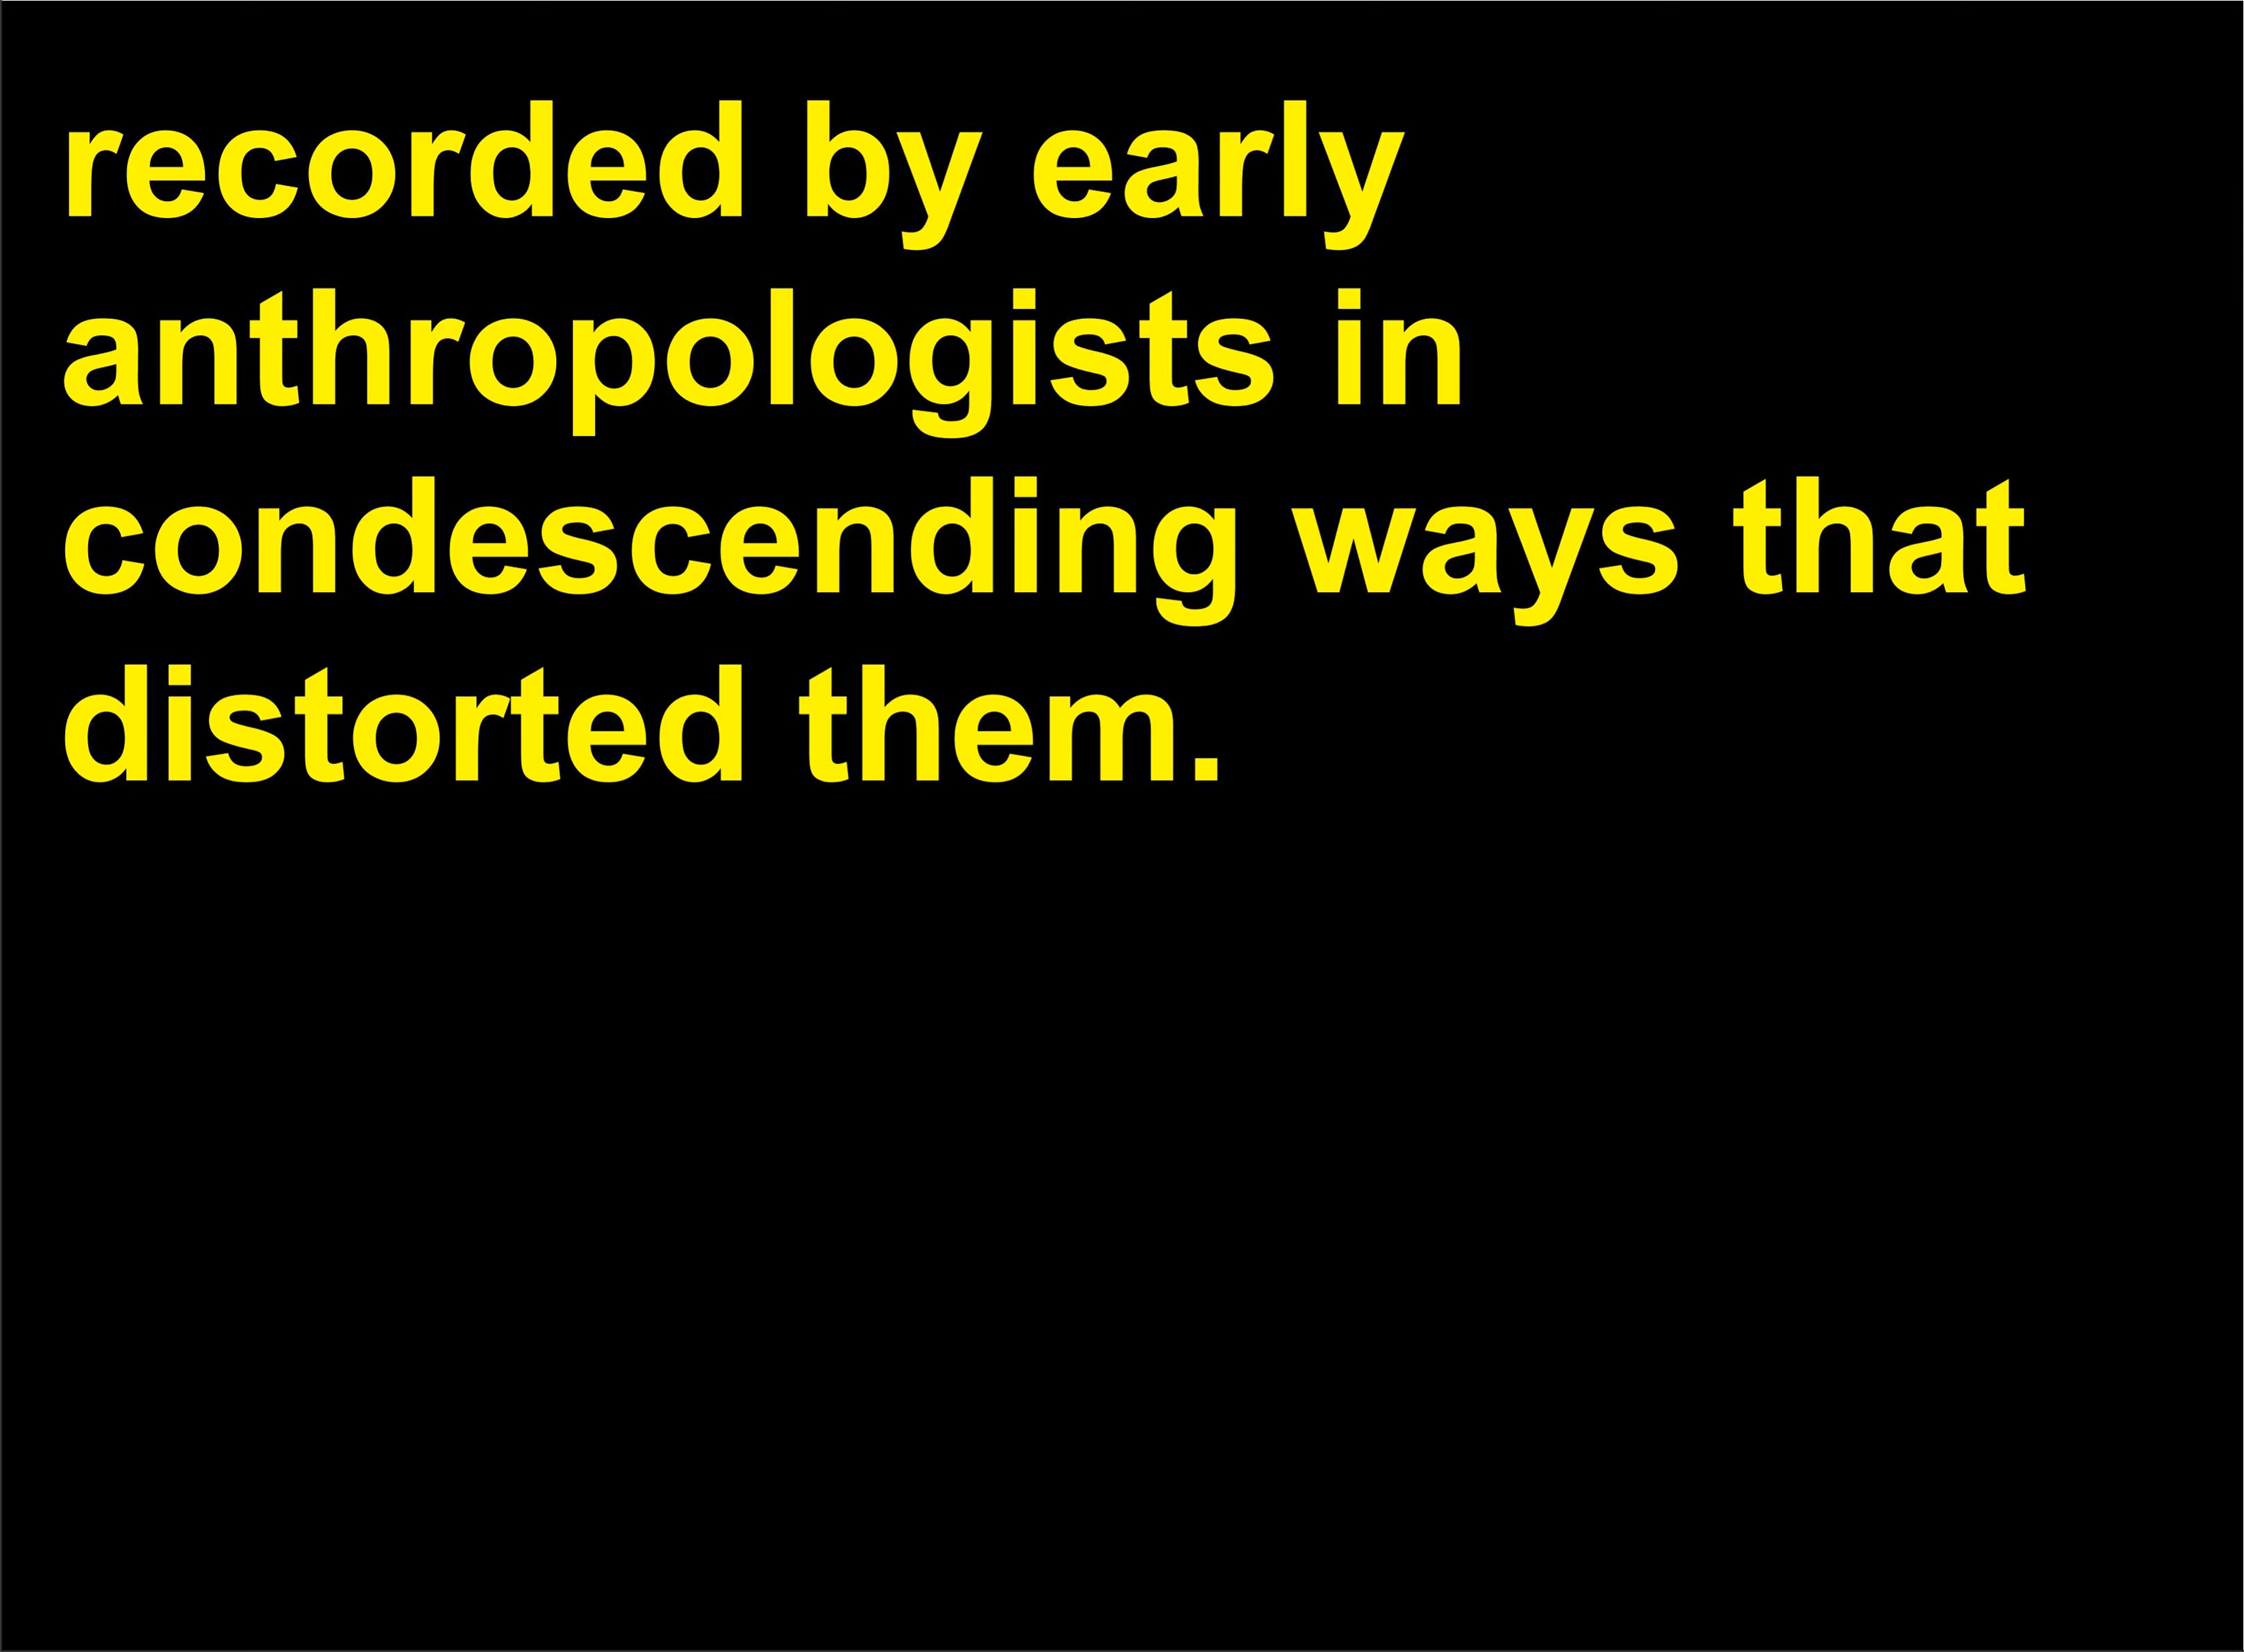 recorded by early
anthropologists in
condescending ways that
distorted them.